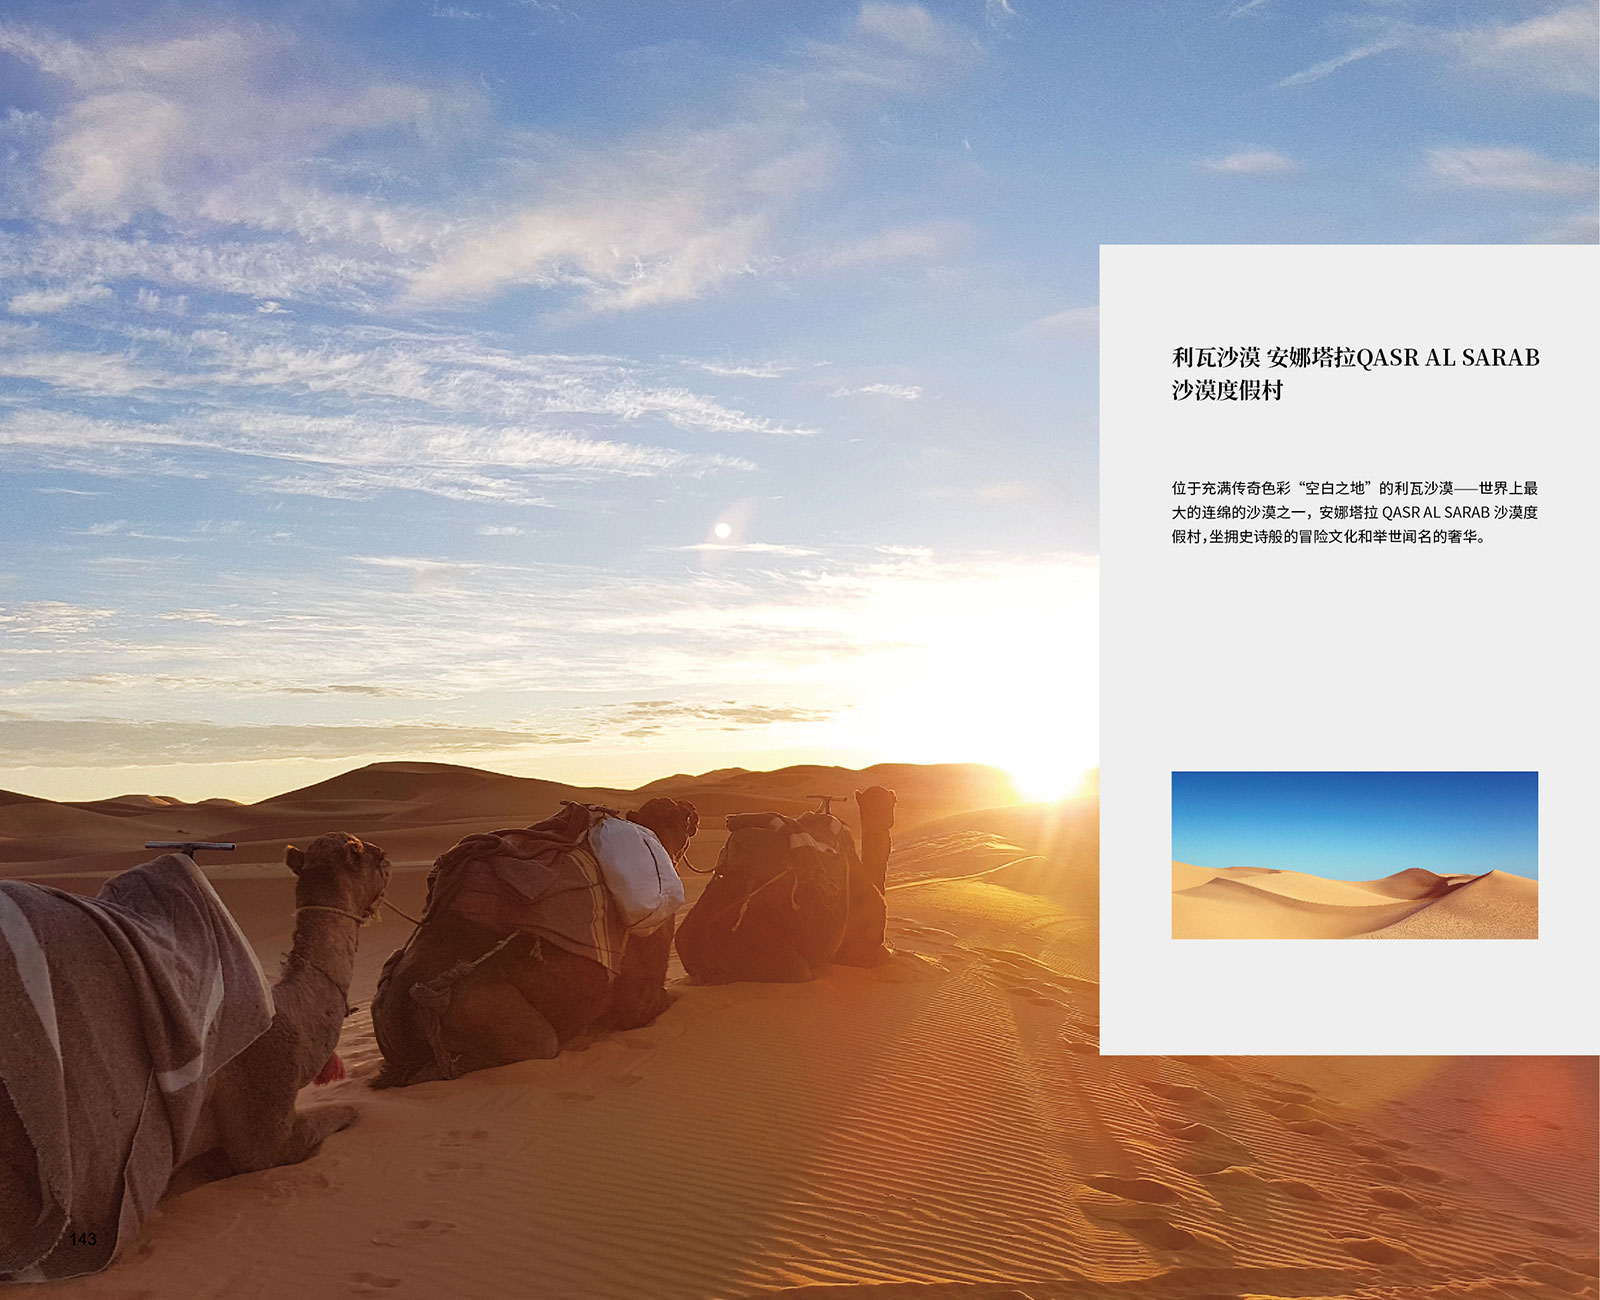 利瓦沙漠 安娜塔拉QASR AL SARAB
沙漠度假村
位于充满传奇色彩“空白之地”的利瓦沙漠——世界上最
大的连绵的沙漠之一，安娜塔拉 QASR AL SARAB 沙漠度
假村，坐拥史诗般的冒险文化和举世闻名的奢华。
143